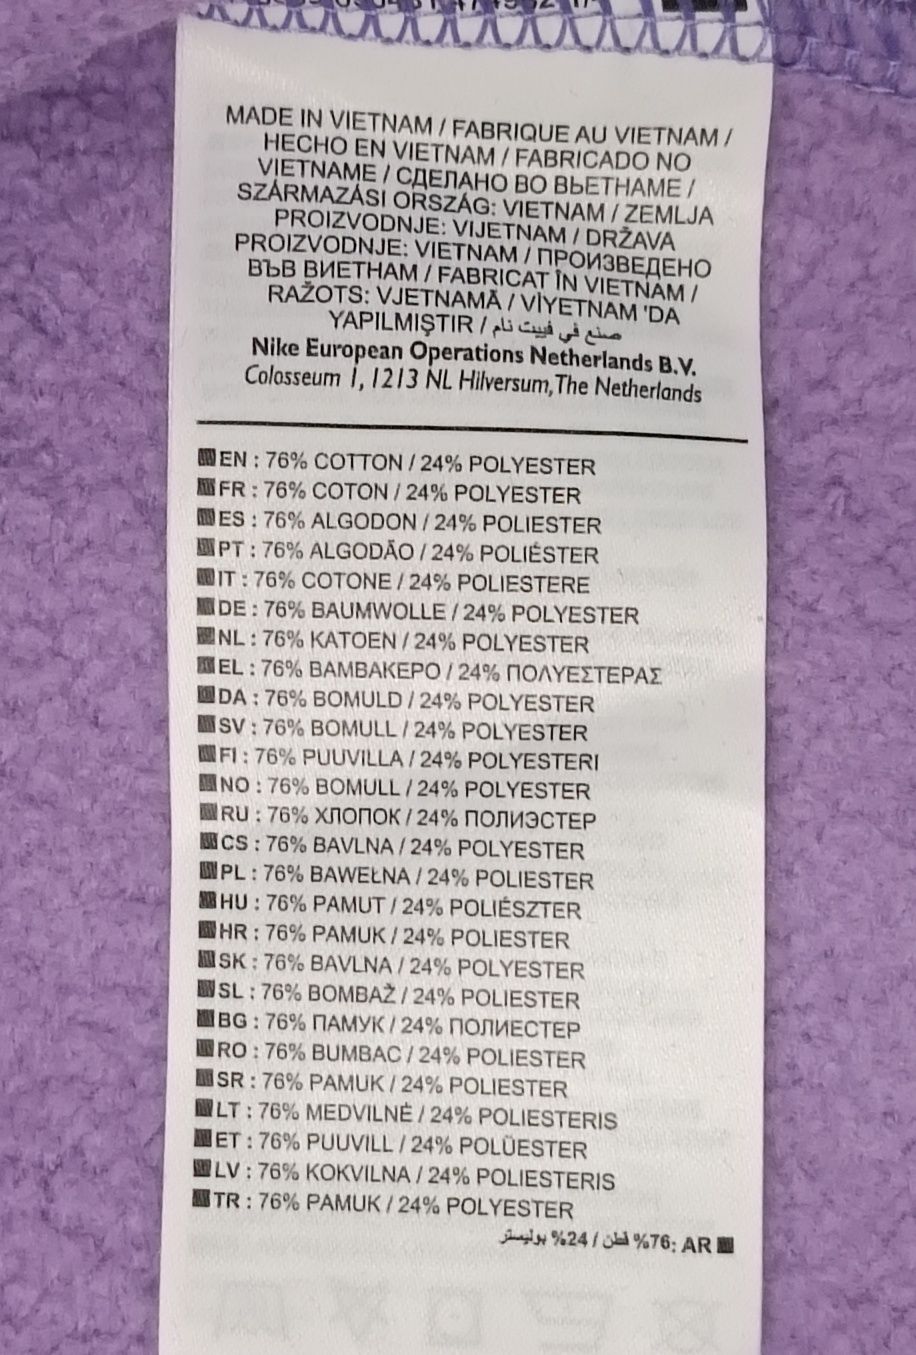 MADE IN VIETNAM / FABRIQUE AU VIETNAM /
HECHO EN VIETNAM / FABRICADO NO
VIETNAME / СДЕЛАНО ВО ВЬЕТНАМЕ /
SZÁRMAZÁSI ORSZÁG: VIETNAM / ZEMLJA
PROIZVODNJE: VIJETNAM / DRŽAVA
PROIZVODNJE: VIETNAM / ПРОИЗВЕДЕНО
ВЪВ ВИЕТНАМ / FABRICAT ÎN VIETNAM /
RAŽOTS: VJETNAMĀ / VİYETNAM 'DA
YAPILMIŞTIR / صنع في فييت نام
Nike European Operations Netherlands B.V.
Colosseum 1, 1213 NL Hilversum, The Netherlands
EN : 76% COTTON / 24% POLYESTER
FR : 76% COTON / 24% POLYESTER
ES : 76% ALGODON / 24% POLIESTER
PT : 76% ALGODÃO / 24% POLIÉSTER
IT : 76% COTONE / 24% POLIESTERE
DE : 76% BAUMWOLLE / 24% POLYESTER
NL : 76% KATOEN / 24% POLYESTER
EL : 76% ΒΑΜΒΑΚΕΡΟ / 24% ΠΟΛΥΕΣΤΕΡΑΣ
DA : 76% BOMULD / 24% POLYESTER
SV : 76% BOMULL / 24% POLYESTER
FI : 76% PUUVILLA / 24% POLYESTERI
NO : 76% BOMULL / 24% POLYESTER
RU : 76% ХЛОПОК / 24% ПОЛИЭСТЕР
CS : 76% BAVLNA / 24% POLYESTER
PL : 76% BAWEŁNA / 24% POLIESTER
HU : 76% PAMUT / 24% POLIÉSZTER
HR : 76% PAMUK / 24% POLIESTER
SK : 76% BAVLNA / 24% POLYESTER
SL : 76% BOMBAŽ / 24% POLIESTER
BG : 76% ПАМУК / 24% ПОЛИЕСТЕР
RO : 76% BUMBAC / 24% POLIESTER
SR : 76% PAMUK / 24% POLIESTER
LT : 76% MEDVILNĖ / 24% POLIESTERIS
ET : 76% PUUVILL / 24% POLÜESTER
LV : 76% KOKVILNA / 24% POLIESTERIS
TR : 76% PAMUK / 24% POLYESTER
AR :76% قطن / 24% بوليستر